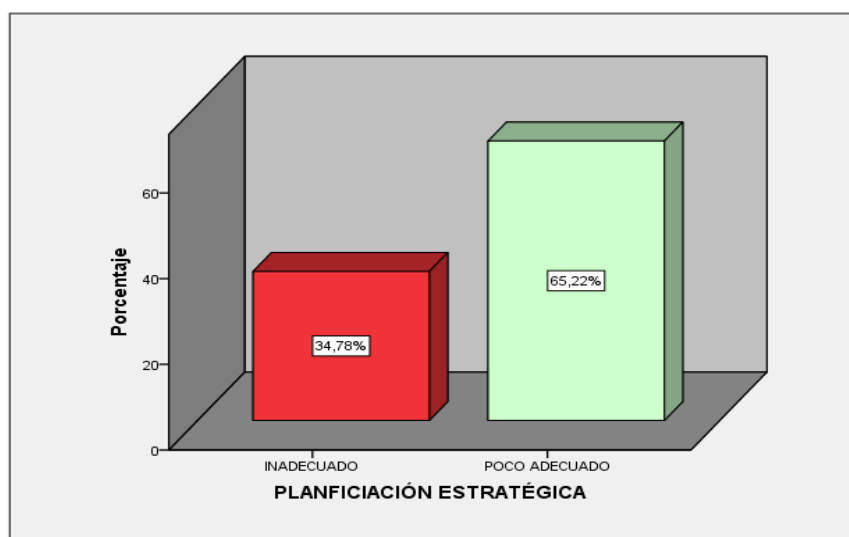 Porcentaje
60
40
20
0
34,78%
65,22%
INADECUADO
POCO ADECUADO
PLANFICIACIÓN ESTRATÉGICA